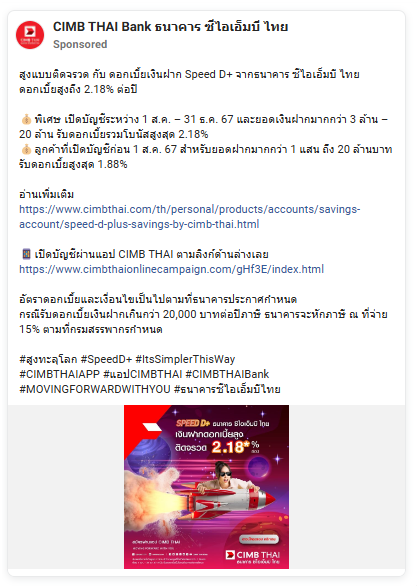 CIMB THAI Bank ธนาคาร ซีไอเอ็มบี ไทย
Sponsored
สูงแบบติดจรวด กับ ดอกเบี้ยเงินฝาก Speed D+ จากธนาคาร ซีไอเอ็มบี ไทย
ดอกเบี้ยสูงถึง 2.18% ต่อปี
👍🏻 พิเศษ เปิดบัญชีระหว่าง 1 ส.ค. – 31 ธ.ค. 67 และยอดเงินฝากมากกว่า 3 ล้าน –
20 ล้าน รับดอกเบี้ยรวมโบนัสสูงสุด 2.18%
👍🏻 ลูกค้าที่เปิดบัญชีก่อน 1 ส.ค. 67 สำหรับยอดฝากมากกว่า 1 แสน ถึง 20 ล้านบาท
รับดอกเบี้ยสูงสุด 1.88%
อ่านเพิ่มเติม
https://www.cimbthai.com/th/personal/products/accounts/savings-
account/speed-d-plus-savings-by-cimb-thai.html
📱 เปิดบัญชีผ่านแอป CIMB THAI ตามลิงก์ด้านล่างเลย
https://www.cimbthaionlinecampaign.com/gHf3E/index.html
อัตราดอกเบี้ยและเงื่อนไขเป็นไปตามที่ธนาคารประกาศกำหนด
กรณีรับดอกเบี้ยเงินฝากเกินกว่า 20,000 บาทต่อปีภาษี ธนาคารจะหักภาษี ณ ที่จ่าย
15% ตามที่กรมสรรพากรกำหนด
#สูงทะลุโลก #SpeedD+ #ItsSimplerThisWay
#CIMBTHAIAPP #แอปCIMBTHAI #CIMBTHAIBank
#MOVINGFORWARDWITHYOU #ธนาคารซีไอเอ็มบีไทย
SPEED D+ ธนาคาร ซีไอเอ็มบี ไทย
เงินฝากดอกเบี้ยสูง
ติดจรวด 2.18*% ต่อปี
CIMB THAI
CIMB THAI
ธนาคาร ซีไอเอ็มบี ไทย